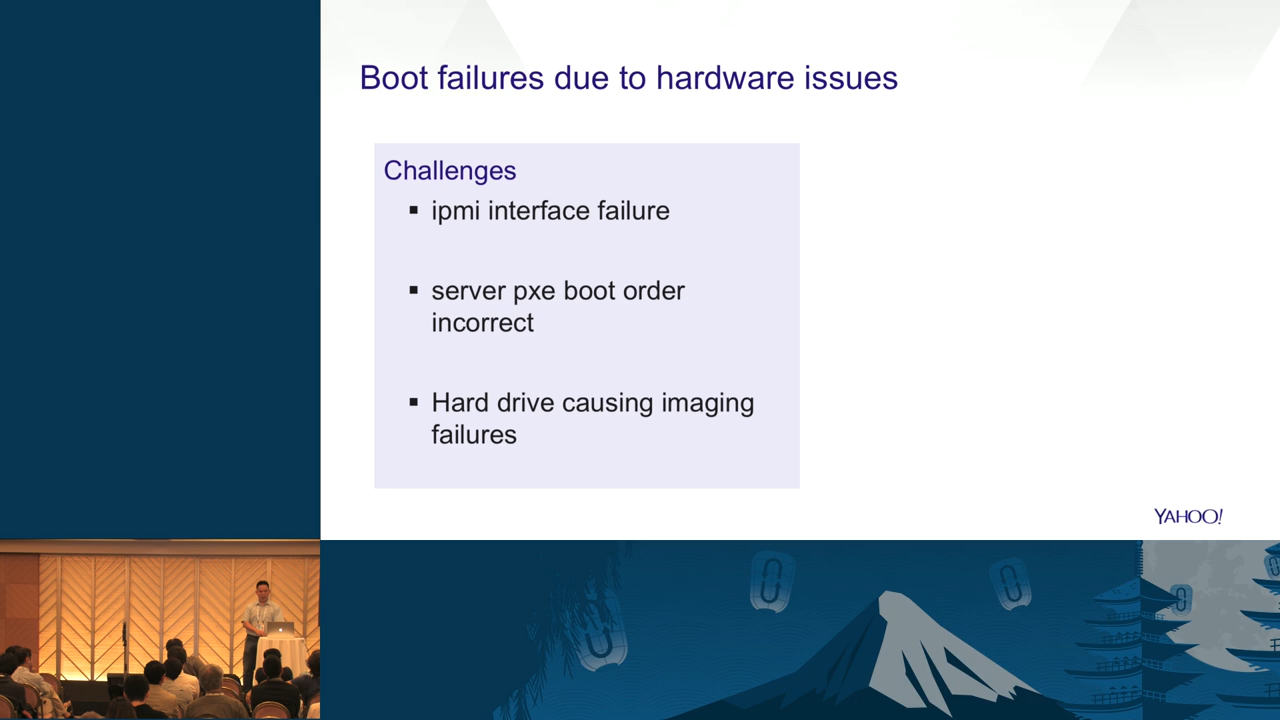 Boot failures due to hardware issues
Challenges
▪ ipmi interface failure
▪ server pxe boot order
incorrect
▪ Hard drive causing imaging
failures
YAHOO!